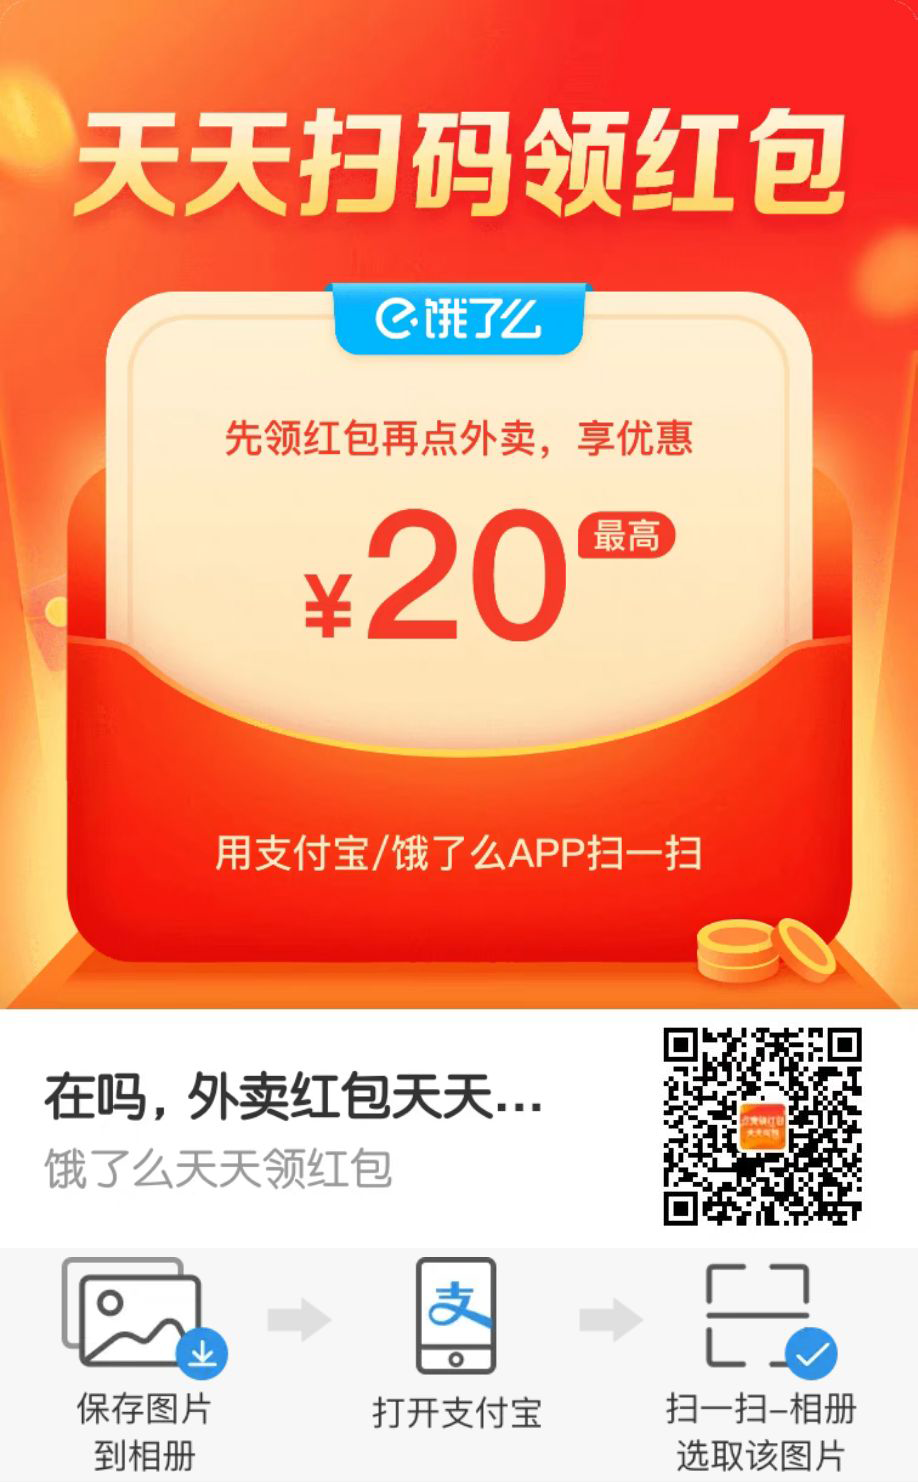 天天扫码领红包
饿了么
先领红包再点外卖，享优惠
¥20 最高
用支付宝/饿了么APP扫一扫
在吗，外卖红包天天...
饿了么天天领红包
支
保存图片
到相册
打开支付宝
扫一扫-相册
选取该图片